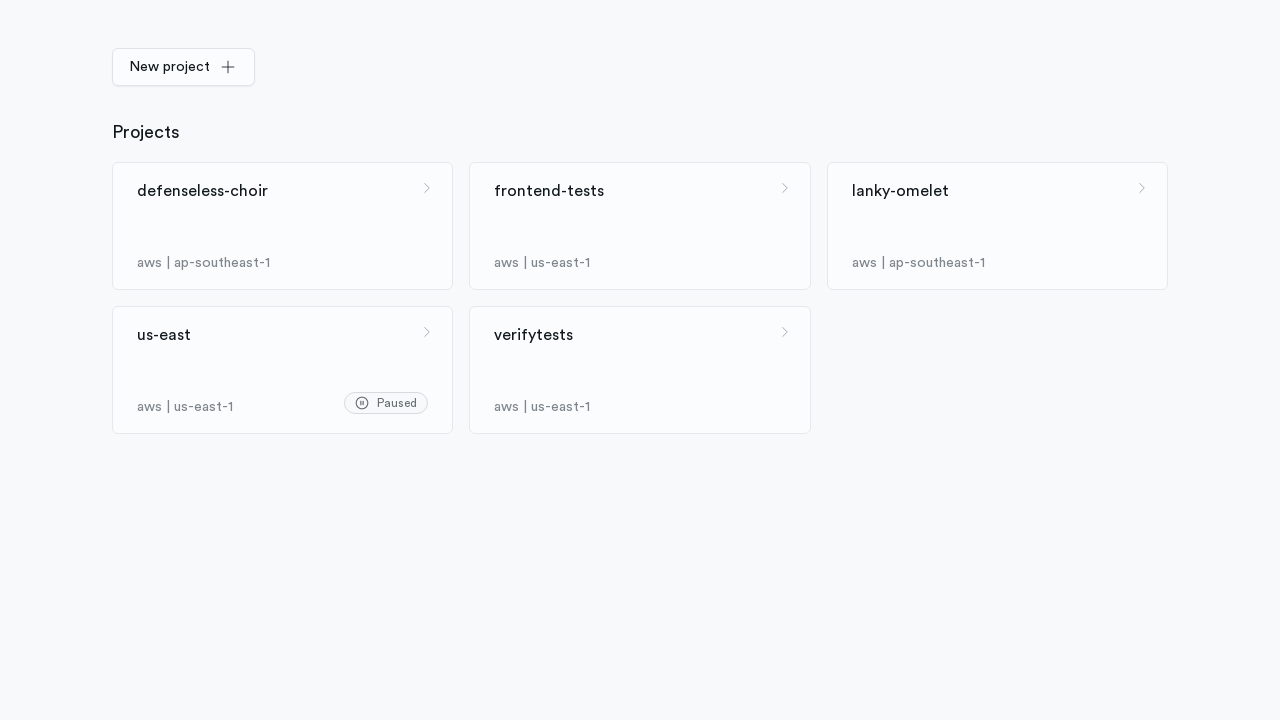 New project
Projects
defenseless-choir
aws | ap-southeast-1
frontend-tests
aws | us-east-1
lanky-omelet
aws | ap-southeast-1
us-east
aws | us-east-1
Paused
verifytests
aws | us-east-1